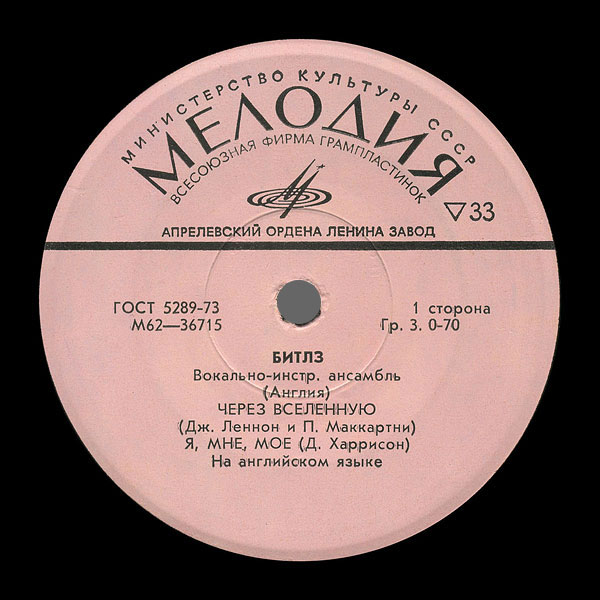 МИНИСТЕРСТВО КУЛЬТУРЫ СССР
МЕЛОДИЯ
ВСЕСОЮЗНАЯ ФИРМА ГРАМПЛАСТИНОК
▽33
АПРЕЛЕВСКИЙ ОРДЕНА ЛЕНИНА ЗАВОД
ГОСТ 5289-73
М62—36715
1 сторона
Гр. 3. 0-70
БИТЛЗ
Вокально-инстр. ансамбль
(Англия)
ЧЕРЕЗ ВСЕЛЕННУЮ
(Дж. Леннон и П. Маккартни)
Я, МНЕ, МОЕ (Д. Харрисон)
На английском языке